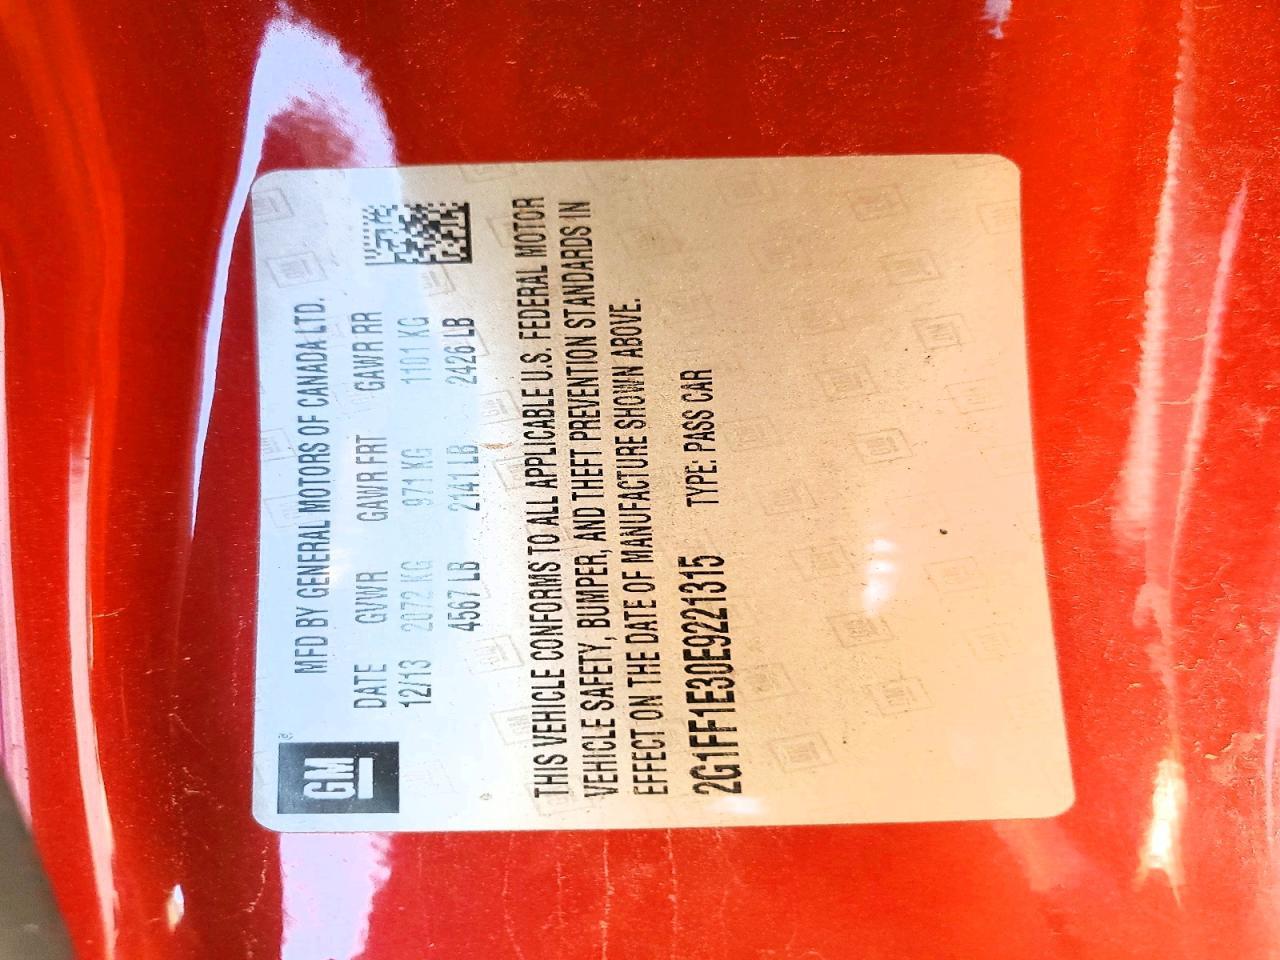 GM
®
MFD BY GENERAL MOTORS OF CANADA LTD.
DATE GVWR GAWR FRT GAWR RR
12/13 2072 KG 971 KG 1101 KG
4567 LB 2141 LB 2426 LB
THIS VEHICLE CONFORMS TO ALL APPLICABLE U.S. FEDERAL MOTOR
VEHICLE SAFETY, BUMPER, AND THEFT PREVENTION STANDARDS IN
EFFECT ON THE DATE OF MANUFACTURE SHOWN ABOVE.
2G1FF1E30E9221315 TYPE: PASS CAR